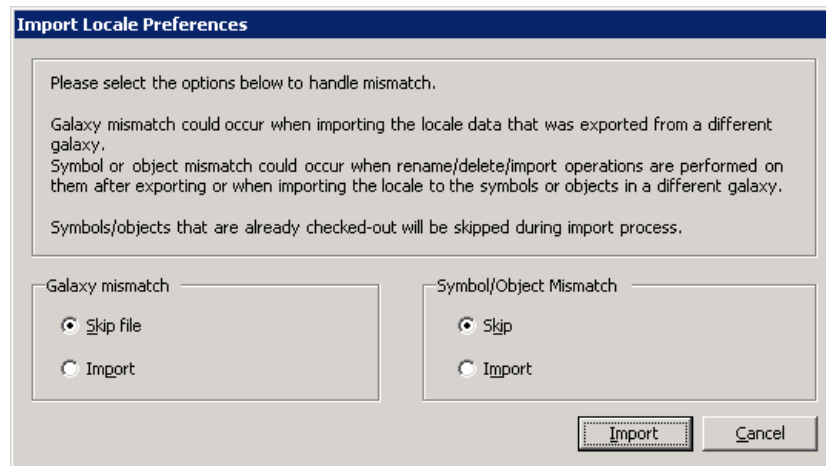 Import Locale Preferences
Please select the options below to handle mismatch.
Galaxy mismatch could occur when importing the locale data that was exported from a different
galaxy.
Symbol or object mismatch could occur when rename/delete/import operations are performed on
them after exporting or when importing the locale to the symbols or objects in a different galaxy.
Symbols/objects that are already checked-out will be skipped during import process.
Galaxy mismatch
Skip file
Import
Symbol/Object Mismatch
Skip
Import
Import
Cancel